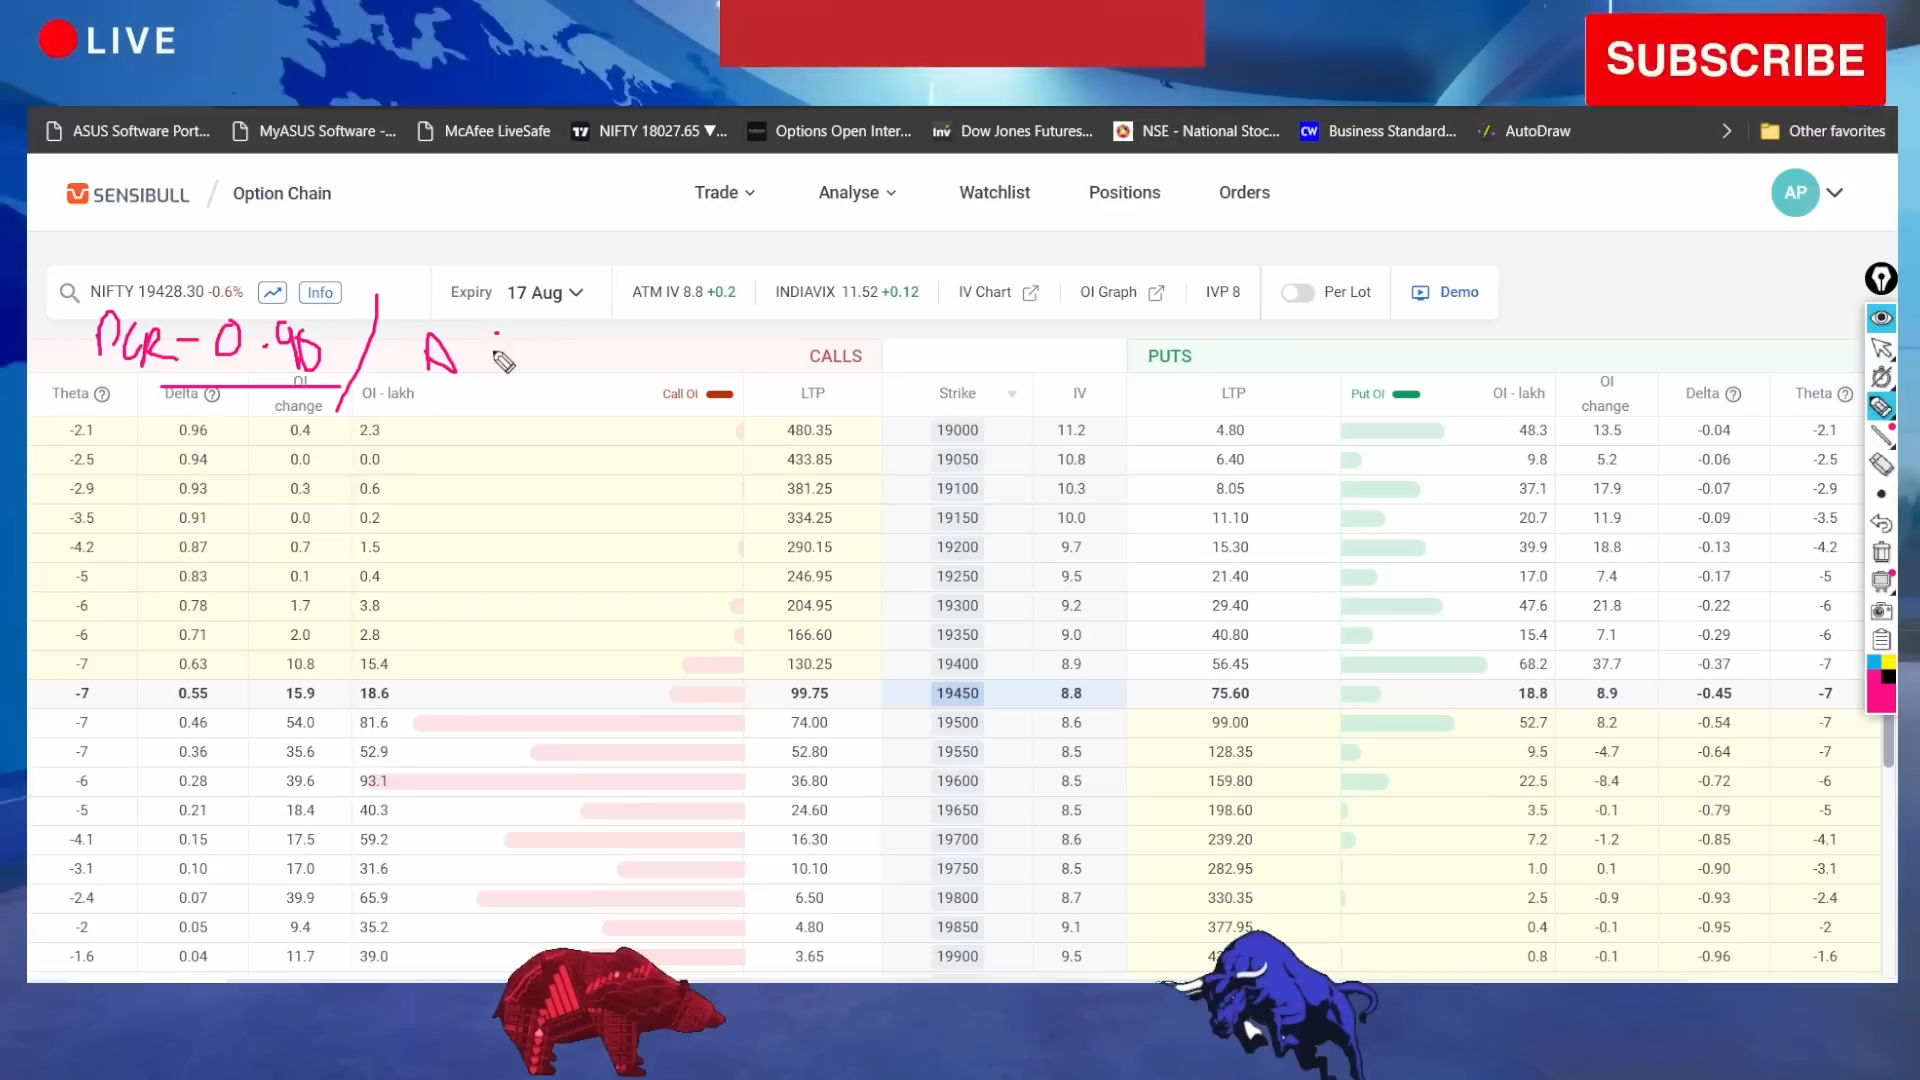 LIVE
SUBSCRIBE
ASUS Software Port... MyASUS Software -... McAfee LiveSafe NIFTY 18027.65 ▼... Options Open Inter... Dow Jones Futures... NSE - National Stoc... Business Standard... AutoDraw Other favorites
SENSIBULL / Option Chain Trade Analyse Watchlist Positions Orders AP
NIFTY 19428.30 -0.6% Info Expiry 17 Aug ATM IV 8.8 +0.2 INDIAVIX 11.52 +0.12 IV Chart OI Graph IVP 8 Per Lot Demo
PCR - 0.90 / A
CALLS PUTS
Theta Delta OI change OI - lakh Call OI LTP Strike IV LTP Put OI OI - lakh OI change Delta Theta
-2.1 0.96 0.4 2.3 480.35 19000 11.2 4.80 48.3 13.5 -0.04 -2.1
-2.5 0.94 0.0 0.0 433.85 19050 10.8 6.40 9.8 5.2 -0.06 -2.5
-2.9 0.93 0.3 0.6 381.25 19100 10.3 8.05 37.1 17.9 -0.07 -2.9
-3.5 0.91 0.0 0.2 334.25 19150 10.0 11.10 20.7 11.9 -0.09 -3.5
-4.2 0.87 0.7 1.5 290.15 19200 9.7 15.30 39.9 18.8 -0.13 -4.2
-5 0.83 0.1 0.4 246.95 19250 9.5 21.40 17.0 7.4 -0.17 -5
-6 0.78 1.7 3.8 204.95 19300 9.2 29.40 47.6 21.8 -0.22 -6
-6 0.71 2.0 2.8 166.60 19350 9.0 40.80 15.4 7.1 -0.29 -6
-7 0.63 10.8 15.4 130.25 19400 8.9 56.45 68.2 37.7 -0.37 -7
-7 0.55 15.9 18.6 99.75 19450 8.8 75.60 18.8 8.9 -0.45 -7
-7 0.46 54.0 81.6 74.00 19500 8.6 99.00 52.7 8.2 -0.54 -7
-7 0.36 35.6 52.9 52.80 19550 8.5 128.35 9.5 -4.7 -0.64 -7
-6 0.28 39.6 93.1 36.80 19600 8.5 159.80 22.5 -8.4 -0.72 -6
-5 0.21 18.4 40.3 24.60 19650 8.5 198.60 3.5 -0.1 -0.79 -5
-4.1 0.15 17.5 59.2 16.30 19700 8.6 239.20 7.2 -1.2 -0.85 -4.1
-3.1 0.10 17.0 31.6 10.10 19750 8.5 282.95 1.0 0.1 -0.90 -3.1
-2.4 0.07 39.9 65.9 6.50 19800 8.7 330.35 2.5 -0.9 -0.93 -2.4
-2 0.05 9.4 35.2 4.80 19850 9.1 377.95 0.4 -0.1 -0.95 -2
-1.6 0.04 11.7 39.0 3.65 19900 9.5 0.8 -0.1 -0.96 -1.6